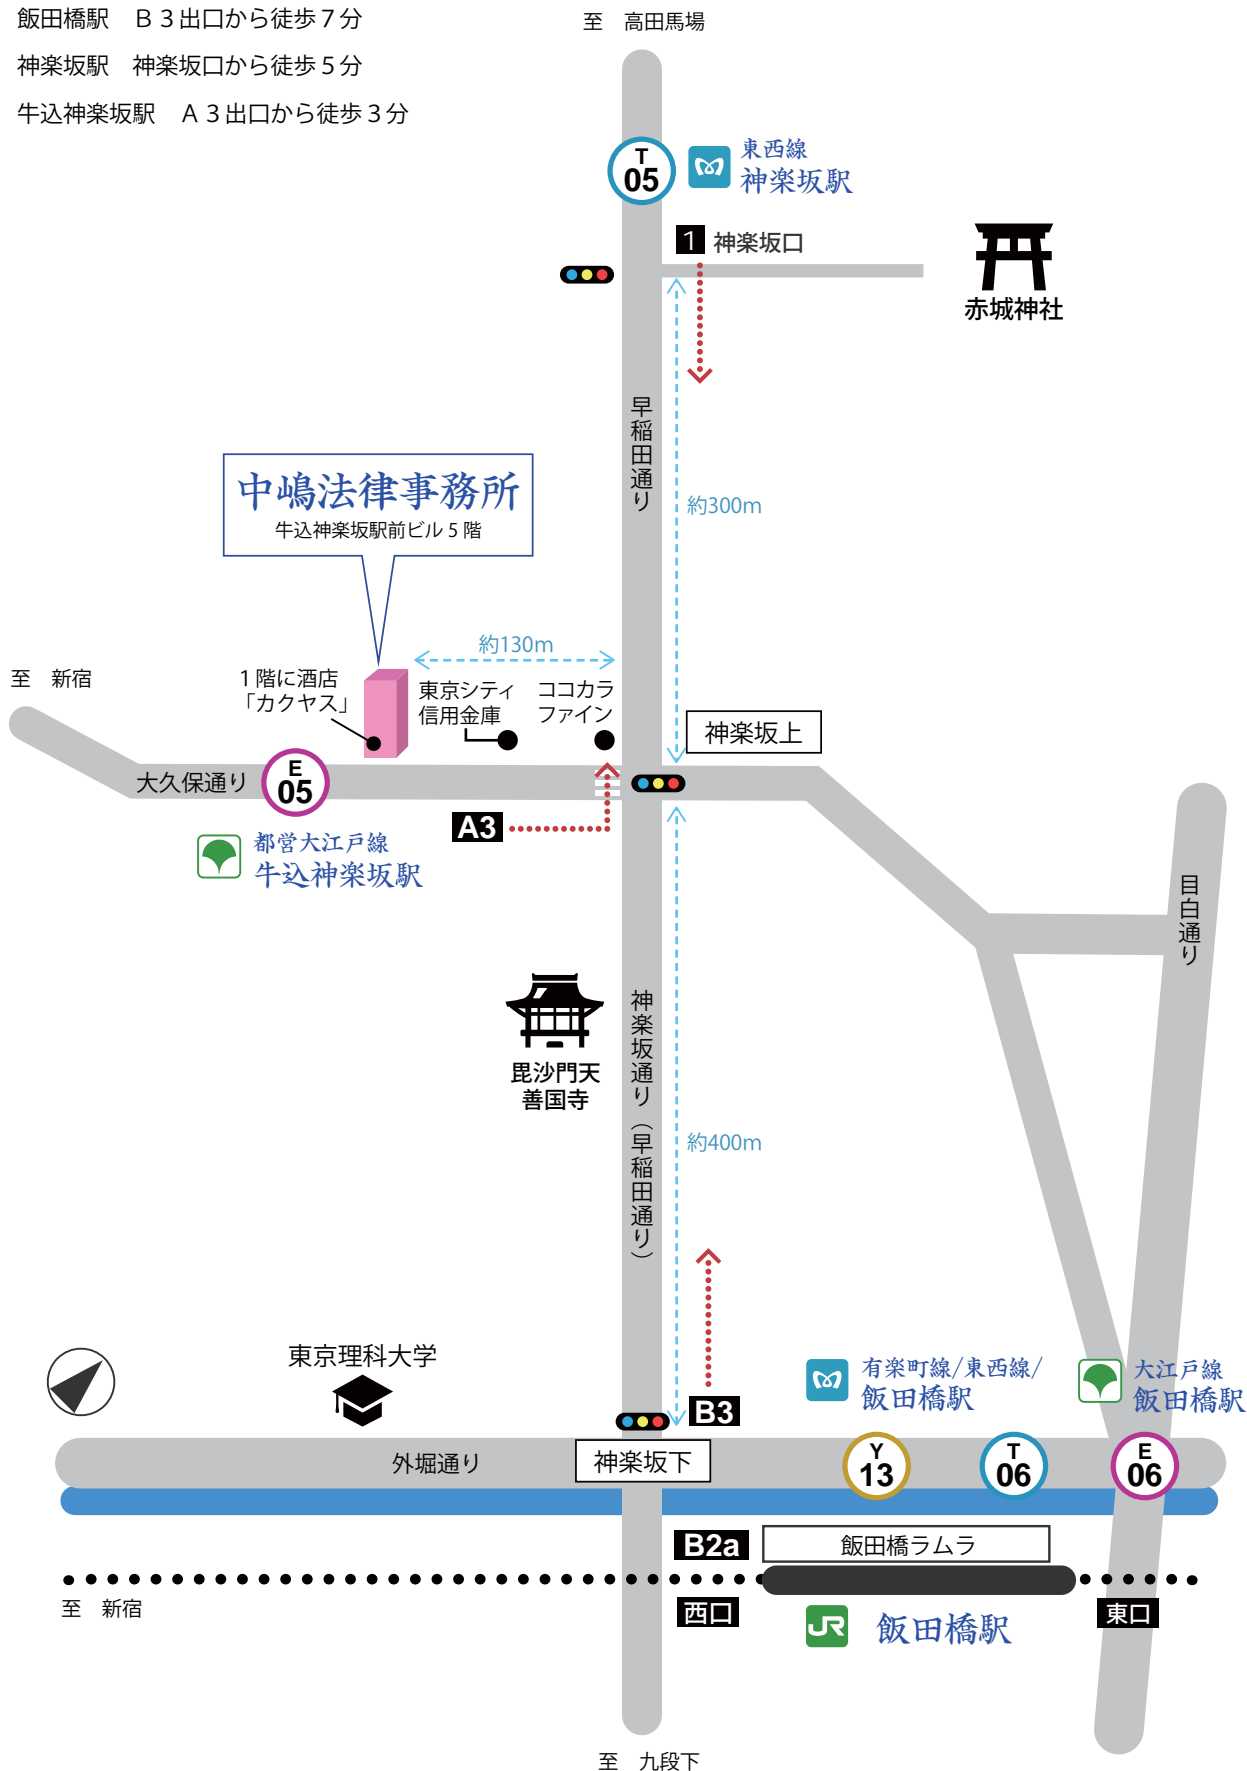 飯田橋駅　Ｂ３出口から徒歩７分
神楽坂駅　神楽坂口から徒歩５分
牛込神楽坂駅　Ａ３出口から徒歩３分
至　高田馬場
T
05
東西線
神楽坂駅
1 神楽坂口
赤城神社
早稲田通り
約300m
中嶋法律事務所
牛込神楽坂駅前ビル５階
約130m
至　新宿
１階に酒店
「カクヤス」
東京シティ
信用金庫
ココカラ
ファイン
神楽坂上
大久保通り
E
05
A3
都営大江戸線
牛込神楽坂駅
目白通り
毘沙門天
善国寺
神楽坂通り（早稲田通り）
約400m
東京理科大学
B3
有楽町線/東西線/
飯田橋駅
大江戸線
飯田橋駅
外堀通り
神楽坂下
Y
13
T
06
E
06
B2a
飯田橋ラムラ
至　新宿
西口
JR 飯田橋駅
東口
至　九段下